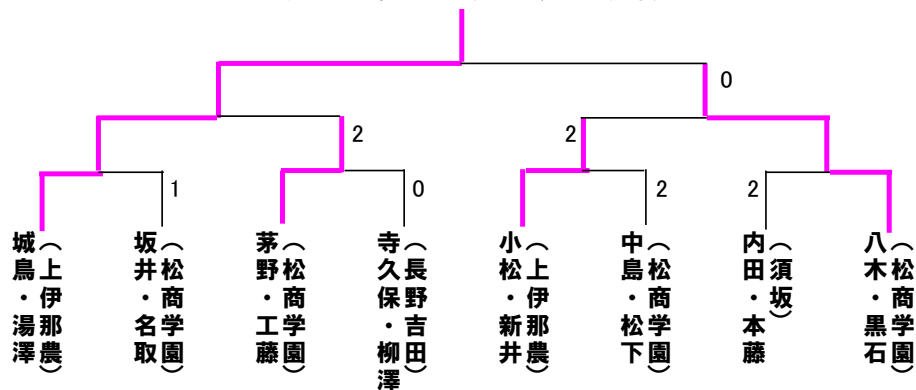 0
2
2
1
0
2
2
城鳥・湯澤
(上伊那農)
坂井・名取
(松商学園)
茅野・工藤
(松商学園)
寺久保・柳澤
(長野吉田)
小松・新井
(上伊那農)
中島・松下
(松商学園)
内田・本藤
(須坂)
八木・黒石
(松商学園)